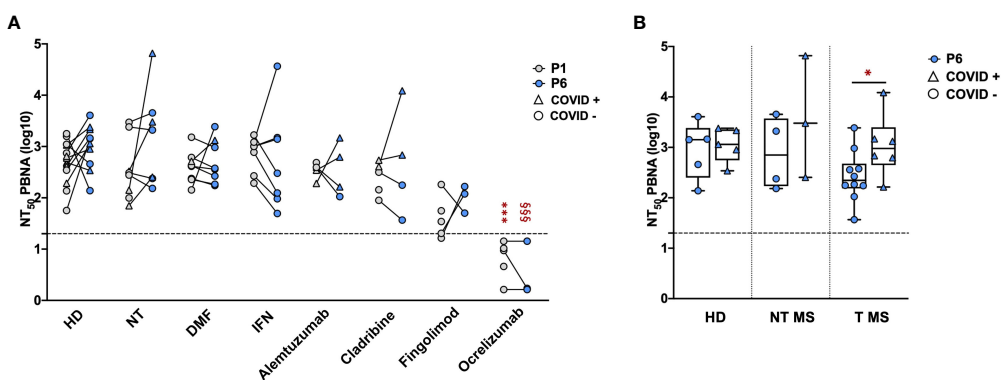 A
NT50 PBNA (log10)
5
4
3
2
1
0
HD
NT
DMF
IFN
Alemtuzumab
Cladribine
Fingolimod
Ocrelizumab
***
§§§
P1
P6
COVID +
COVID -
B
NT50 PBNA (log10)
5
4
3
2
1
0
HD
NT MS
T MS
*
P6
COVID +
COVID -